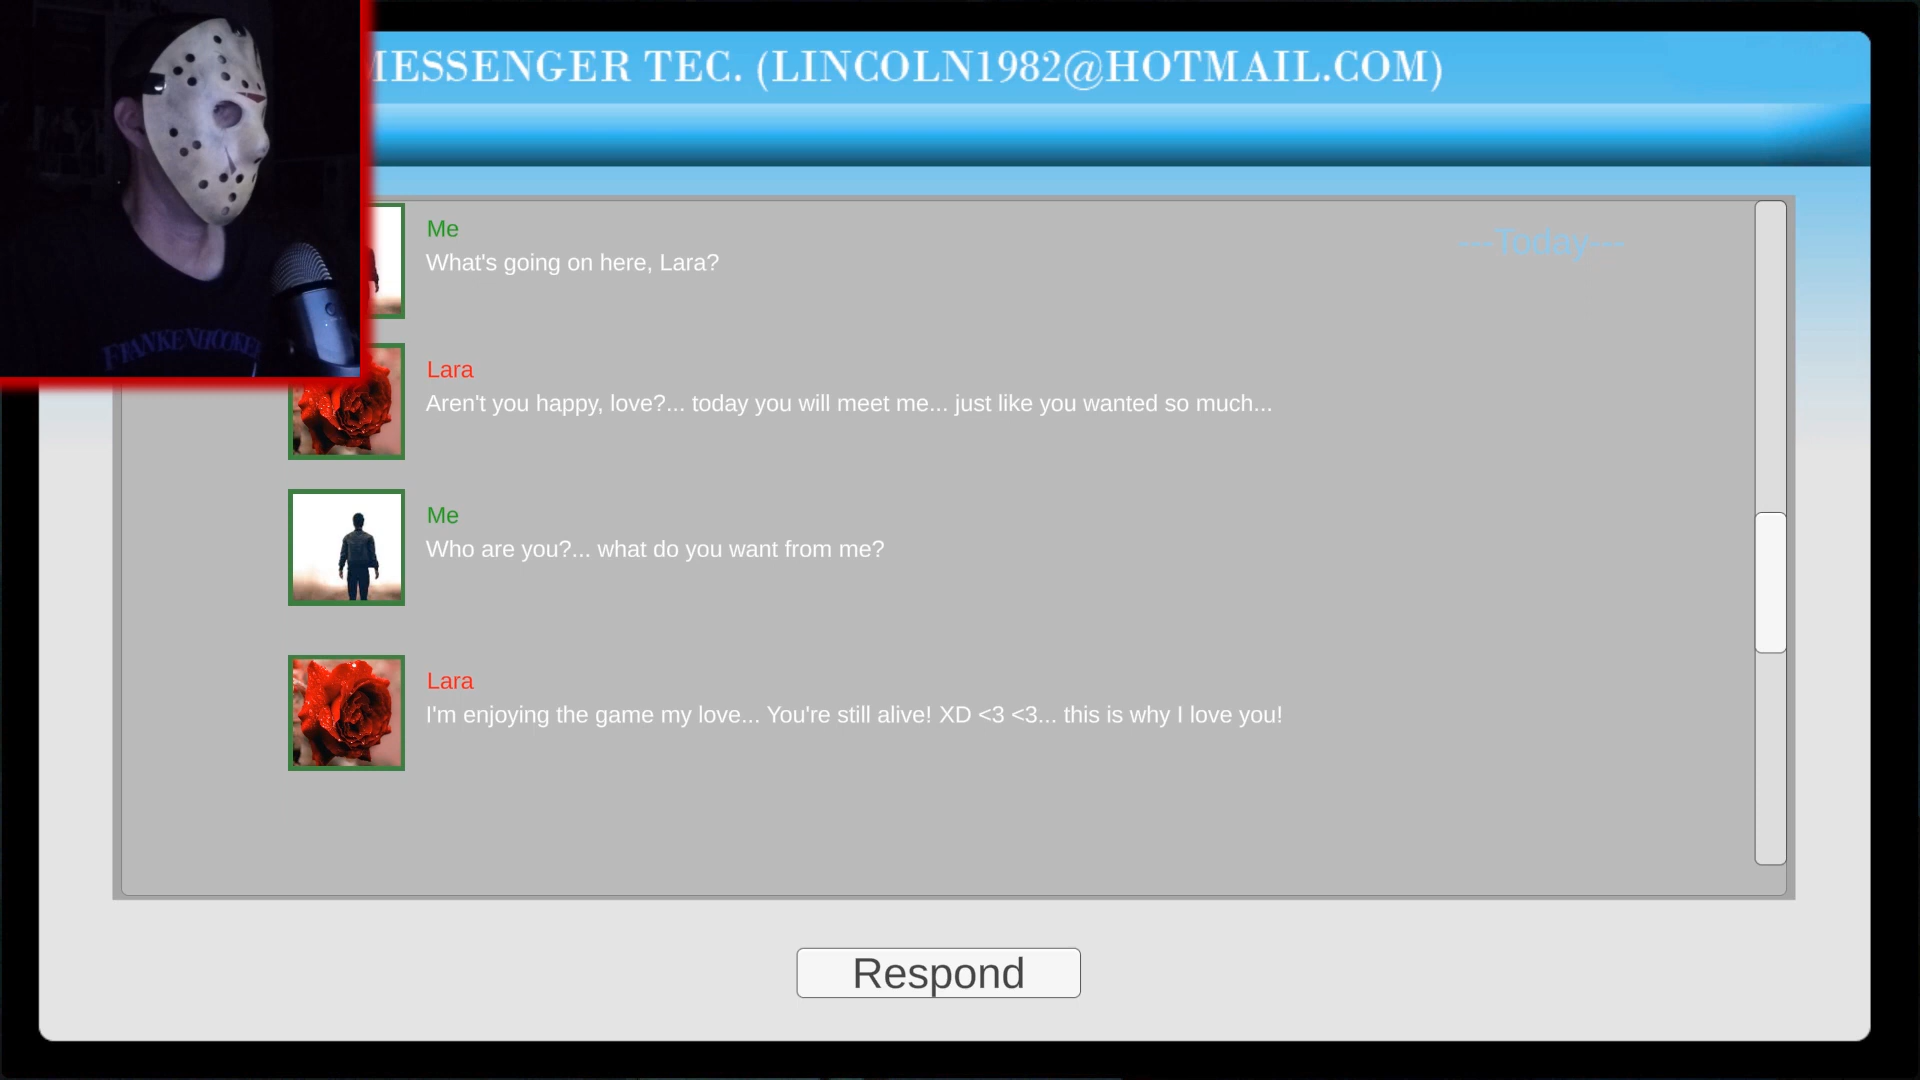 MESSENGER TEC. (LINCOLN1982@HOTMAIL.COM)
---Today---
Me
What's going on here, Lara?
Lara
Aren't you happy, love?... today you will meet me... just like you wanted so much...
Me
Who are you?... what do you want from me?
Lara
I'm enjoying the game my love... You're still alive! XD <3 <3... this is why I love you!
Respond
FRANKENHOOKER